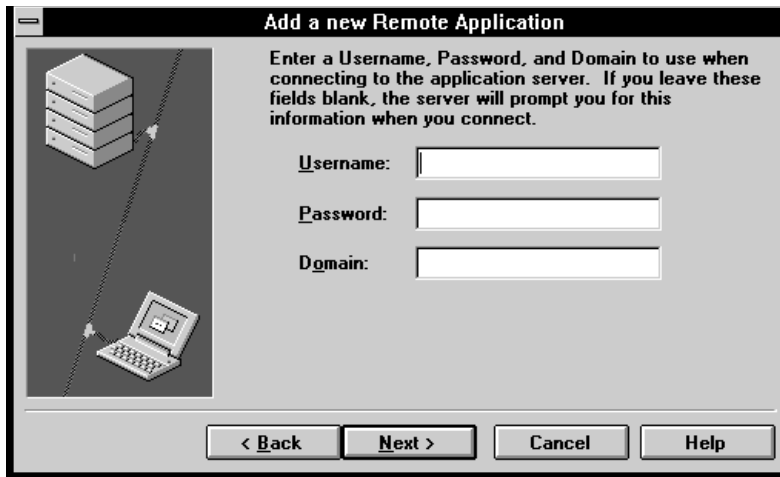 Add a new Remote Application
Enter a Username, Password, and Domain to use when
connecting to the application server.  If you leave these
fields blank, the server will prompt you for this
information when you connect.
Username:
Password:
Domain:
< Back
Next >
Cancel
Help